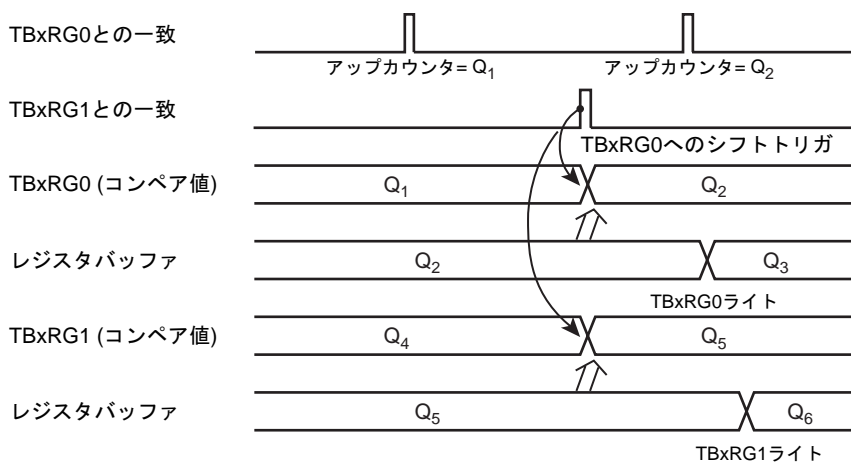 TBxRG0との一致
アップカウンタ= Q1
アップカウンタ= Q2
TBxRG1との一致
TBxRG0へのシフトトリガ
TBxRG0 (コンペア値)
Q1
Q2
レジスタバッファ
Q2
Q3
TBxRG0ライト
TBxRG1 (コンペア値)
Q4
Q5
レジスタバッファ
Q5
Q6
TBxRG1ライト